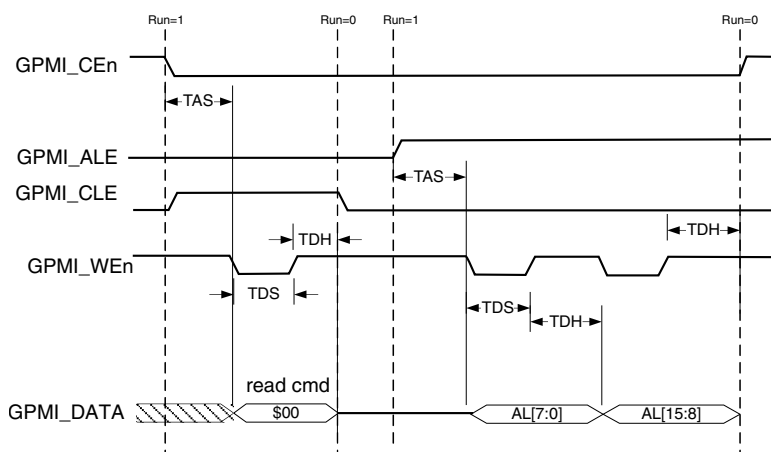 Run=1 Run=0 Run=1 Run=0
GPMI_CEn
TAS
GPMI_ALE
TAS
GPMI_CLE
TDH TDH
GPMI_WEn
TDS TDS TDH
read cmd
GPMI_DATA $00 AL[7:0] AL[15:8]